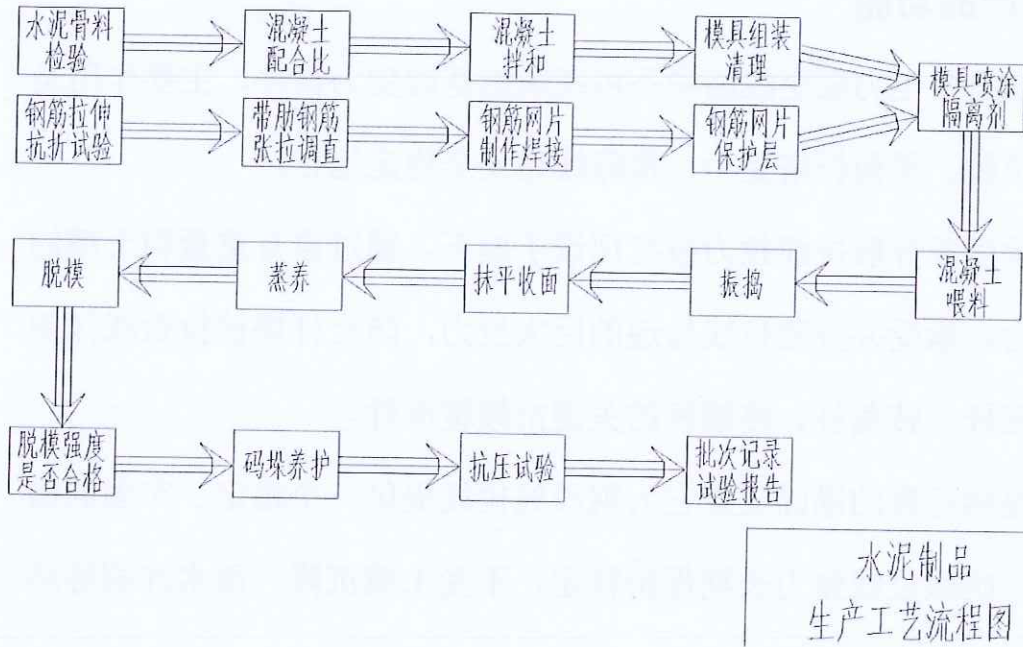 水泥骨料
检验
混凝土
配合比
混凝土
拌和
模具组装
清理
模具喷涂
隔离剂
钢筋拉伸
抗折试验
带肋钢筋
张拉调直
钢筋网片
制作焊接
钢筋网片
保护层
脱模
蒸养
抹平收面
振捣
混凝土
喂料
脱模强度
是否合格
码垛养护
抗压试验
批次记录
试验报告
水泥制品
生产工艺流程图